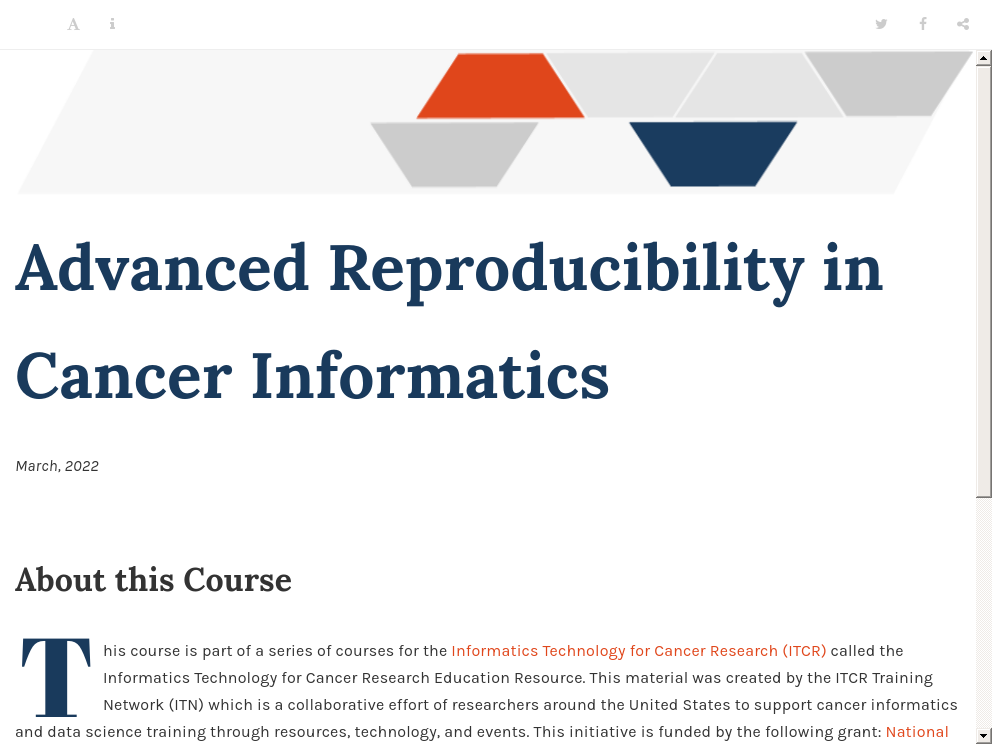 Advanced Reproducibility in
Cancer Informatics
March, 2022
About this Course
This course is part of a series of courses for the Informatics Technology for Cancer Research (ITCR) called the
Informatics Technology for Cancer Research Education Resource. This material was created by the ITCR Training
Network (ITN) which is a collaborative effort of researchers around the United States to support cancer informatics
and data science training through resources, technology, and events. This initiative is funded by the following grant: National